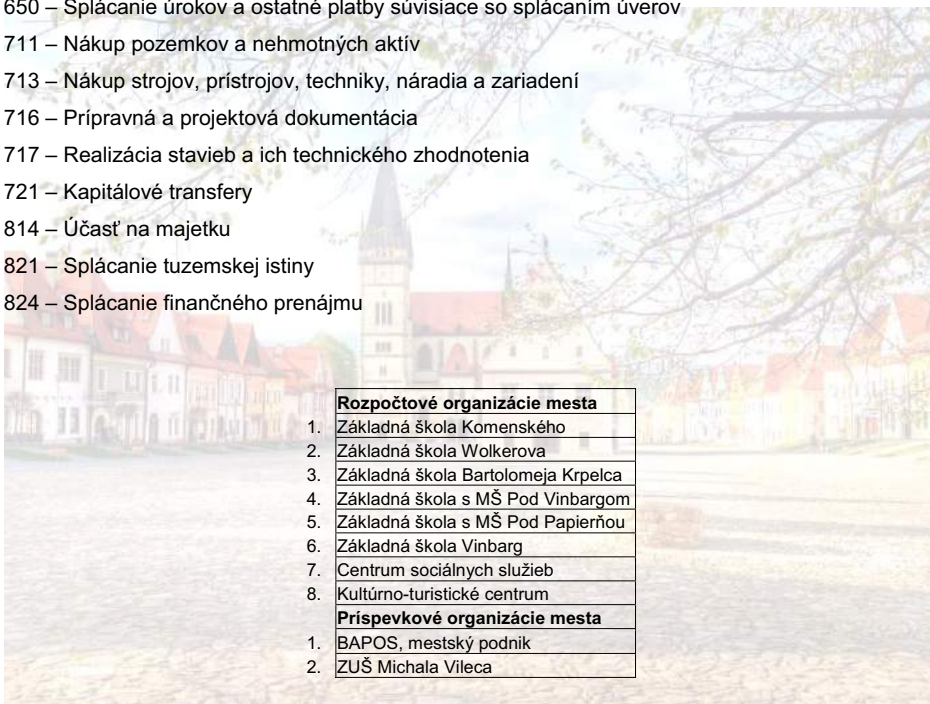 650 – Splácanie úrokov a ostatné platby súvisiace so splácaním úverov
711 – Nákup pozemkov a nehmotných aktív
713 – Nákup strojov, prístrojov, techniky, náradia a zariadení
716 – Prípravná a projektová dokumentácia
717 – Realizácia stavieb a ich technického zhodnotenia
721 – Kapitálové transfery
814 – Účasť na majetku
821 – Splácanie tuzemskej istiny
824 – Splácanie finančného prenájmu
Rozpočtové organizácie mesta
1. Základná škola Komenského
2. Základná škola Wolkerova
3. Základná škola Bartolomeja Krpelca
4. Základná škola s MŠ Pod Vinbargom
5. Základná škola s MŠ Pod Papierňou
6. Základná škola Vinbarg
7. Centrum sociálnych služieb
8. Kultúrno-turistické centrum
Príspevkové organizácie mesta
1. BAPOS, mestský podnik
2. ZUŠ Michala Vileca